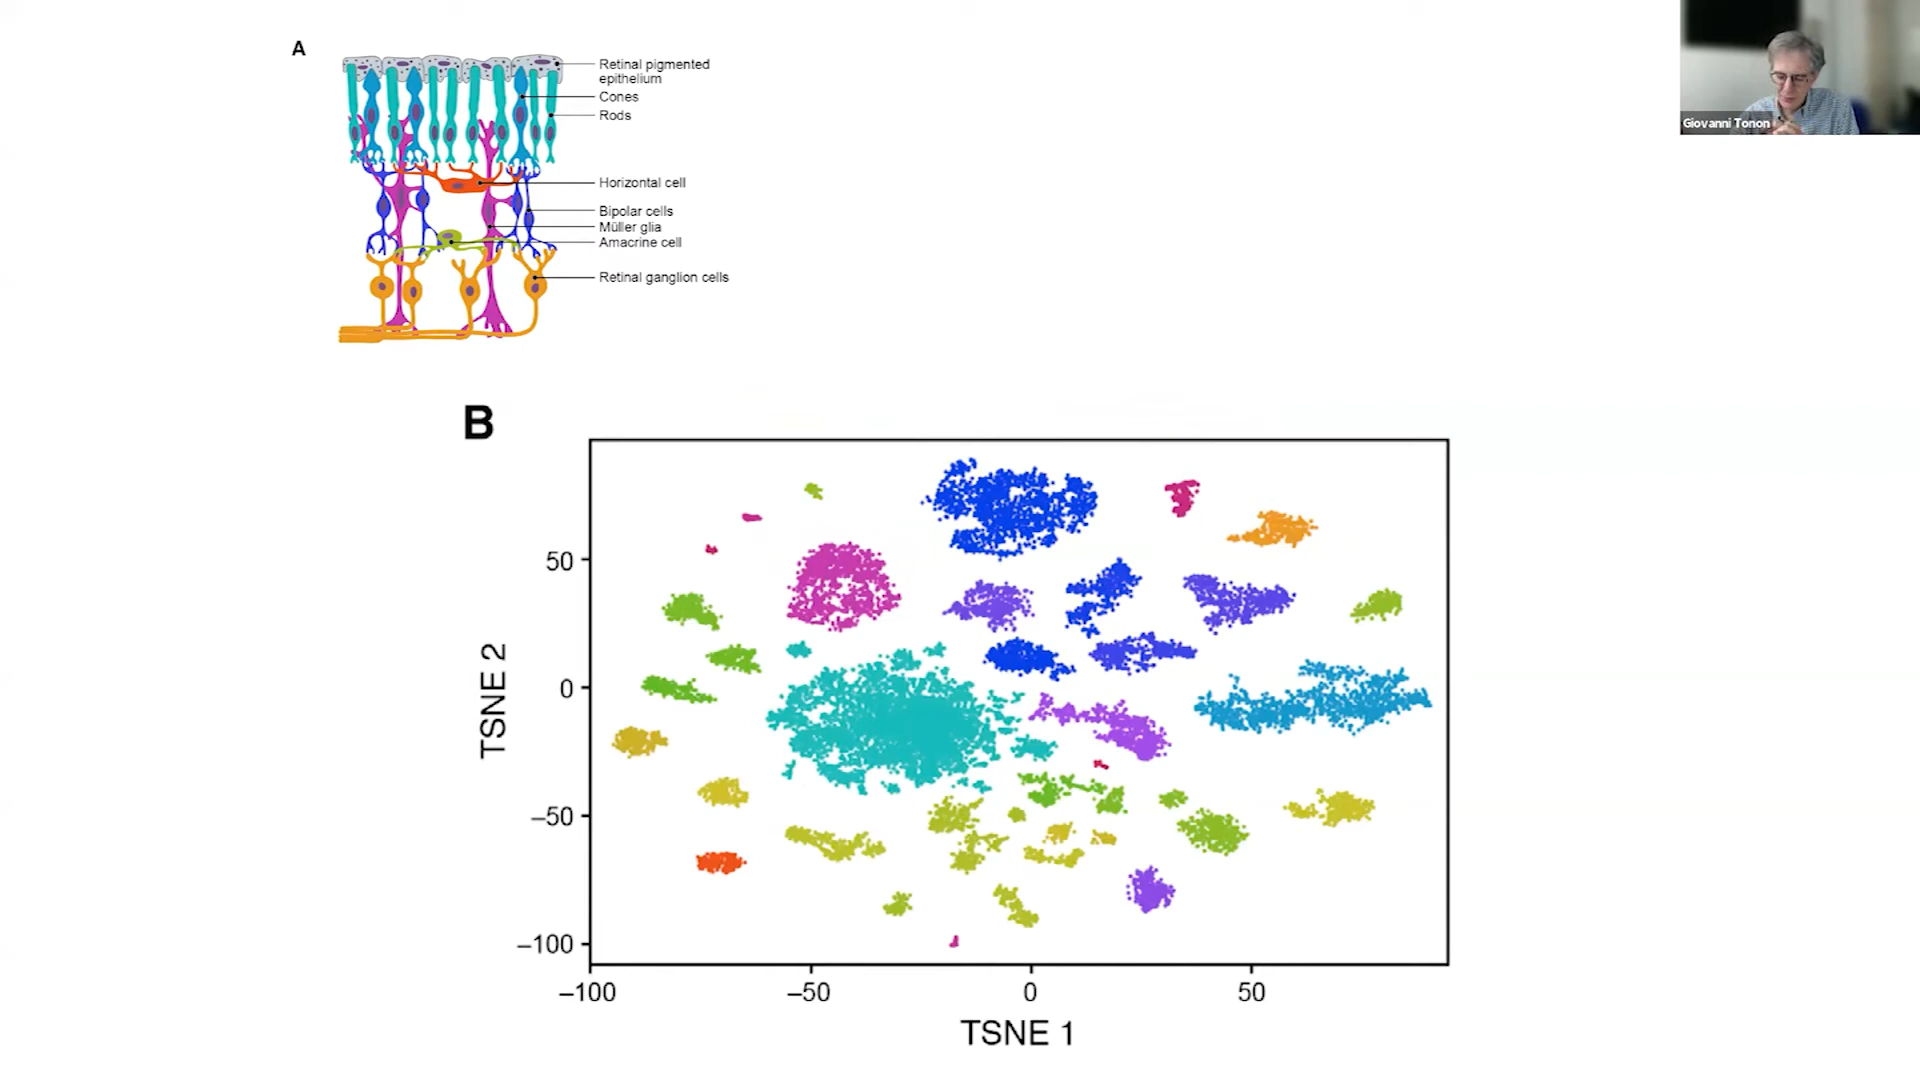 A
Retinal pigmented
epithelium
Cones
Rods
Horizontal cell
Bipolar cells
Müller glia
Amacrine cell
Retinal ganglion cells
Giovanni Tonon
B
50
0
–50
–100
TSNE 2
–100
–50
0
50
TSNE 1